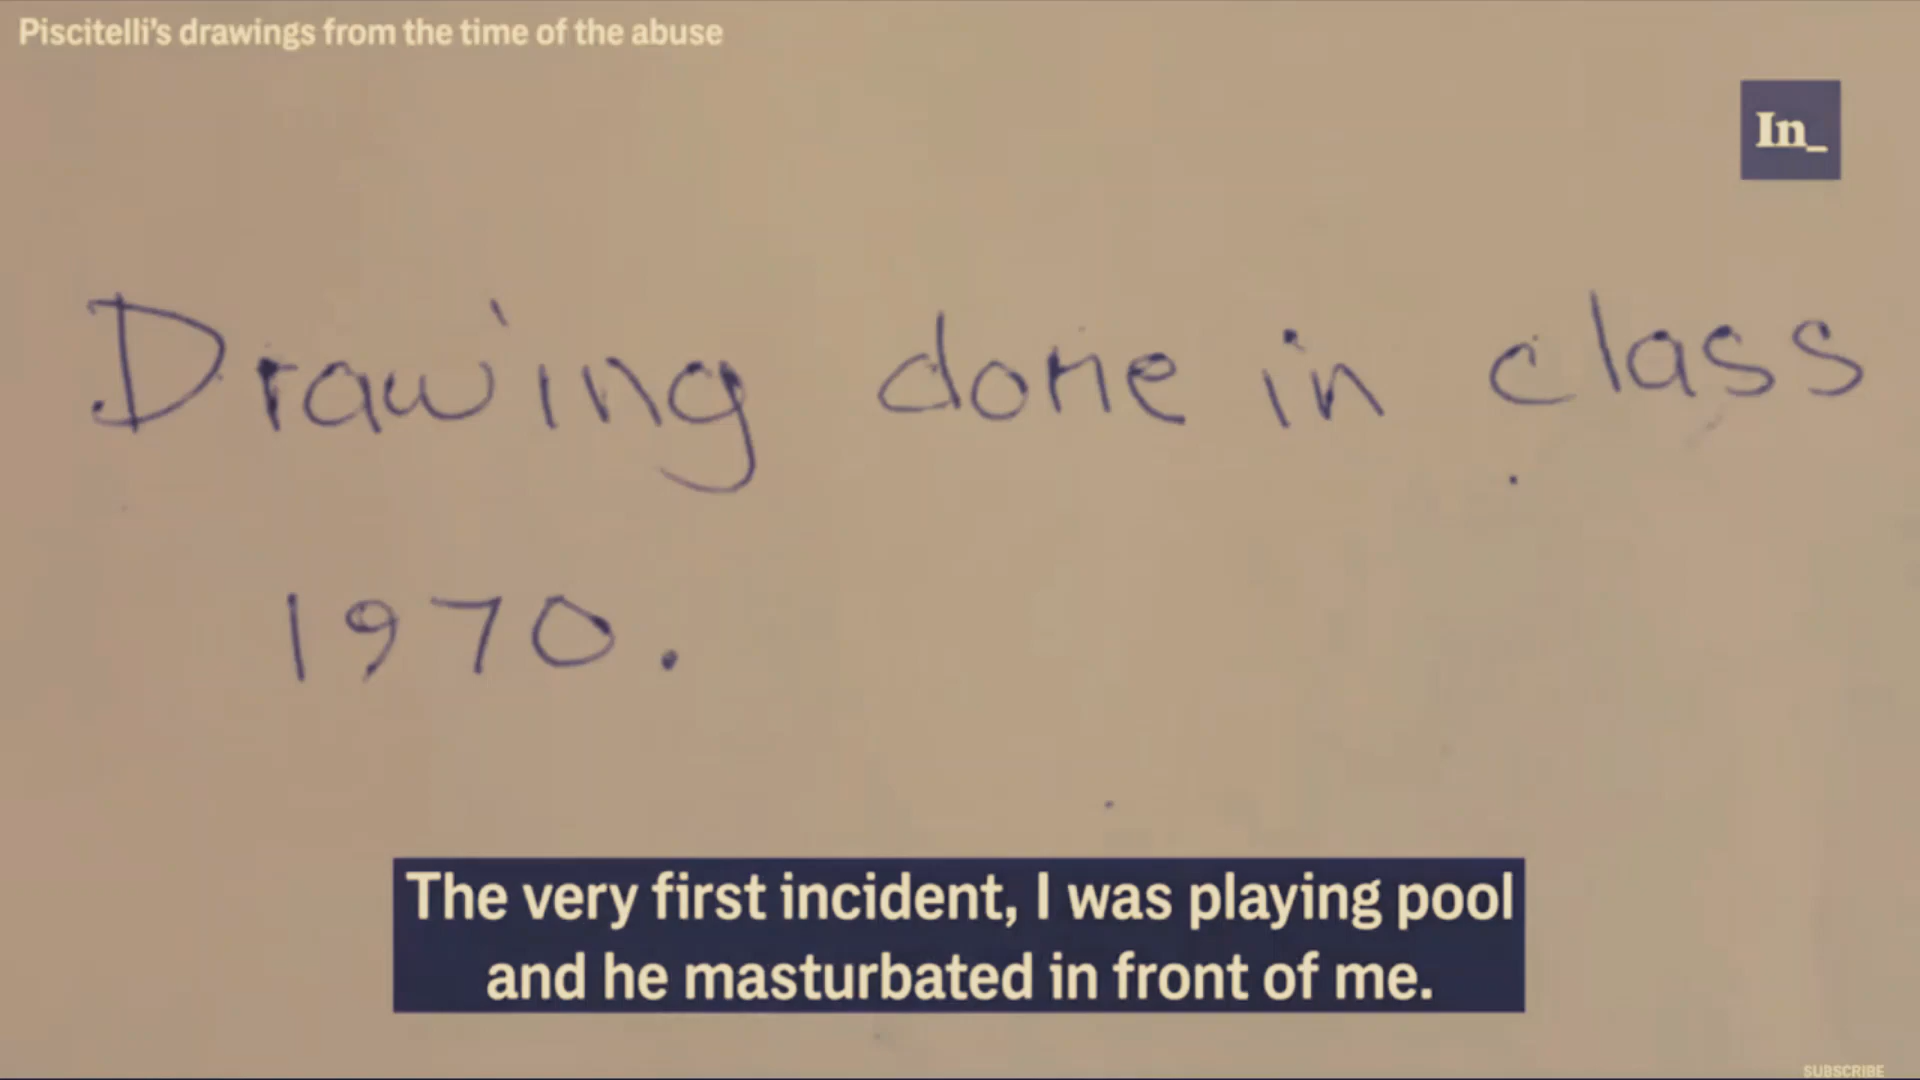 Piscitelli's drawings from the time of the abuse
In_
Drawing done in class
1970.
The very first incident, I was playing pool
and he masturbated in front of me.
SUBSCRIBE